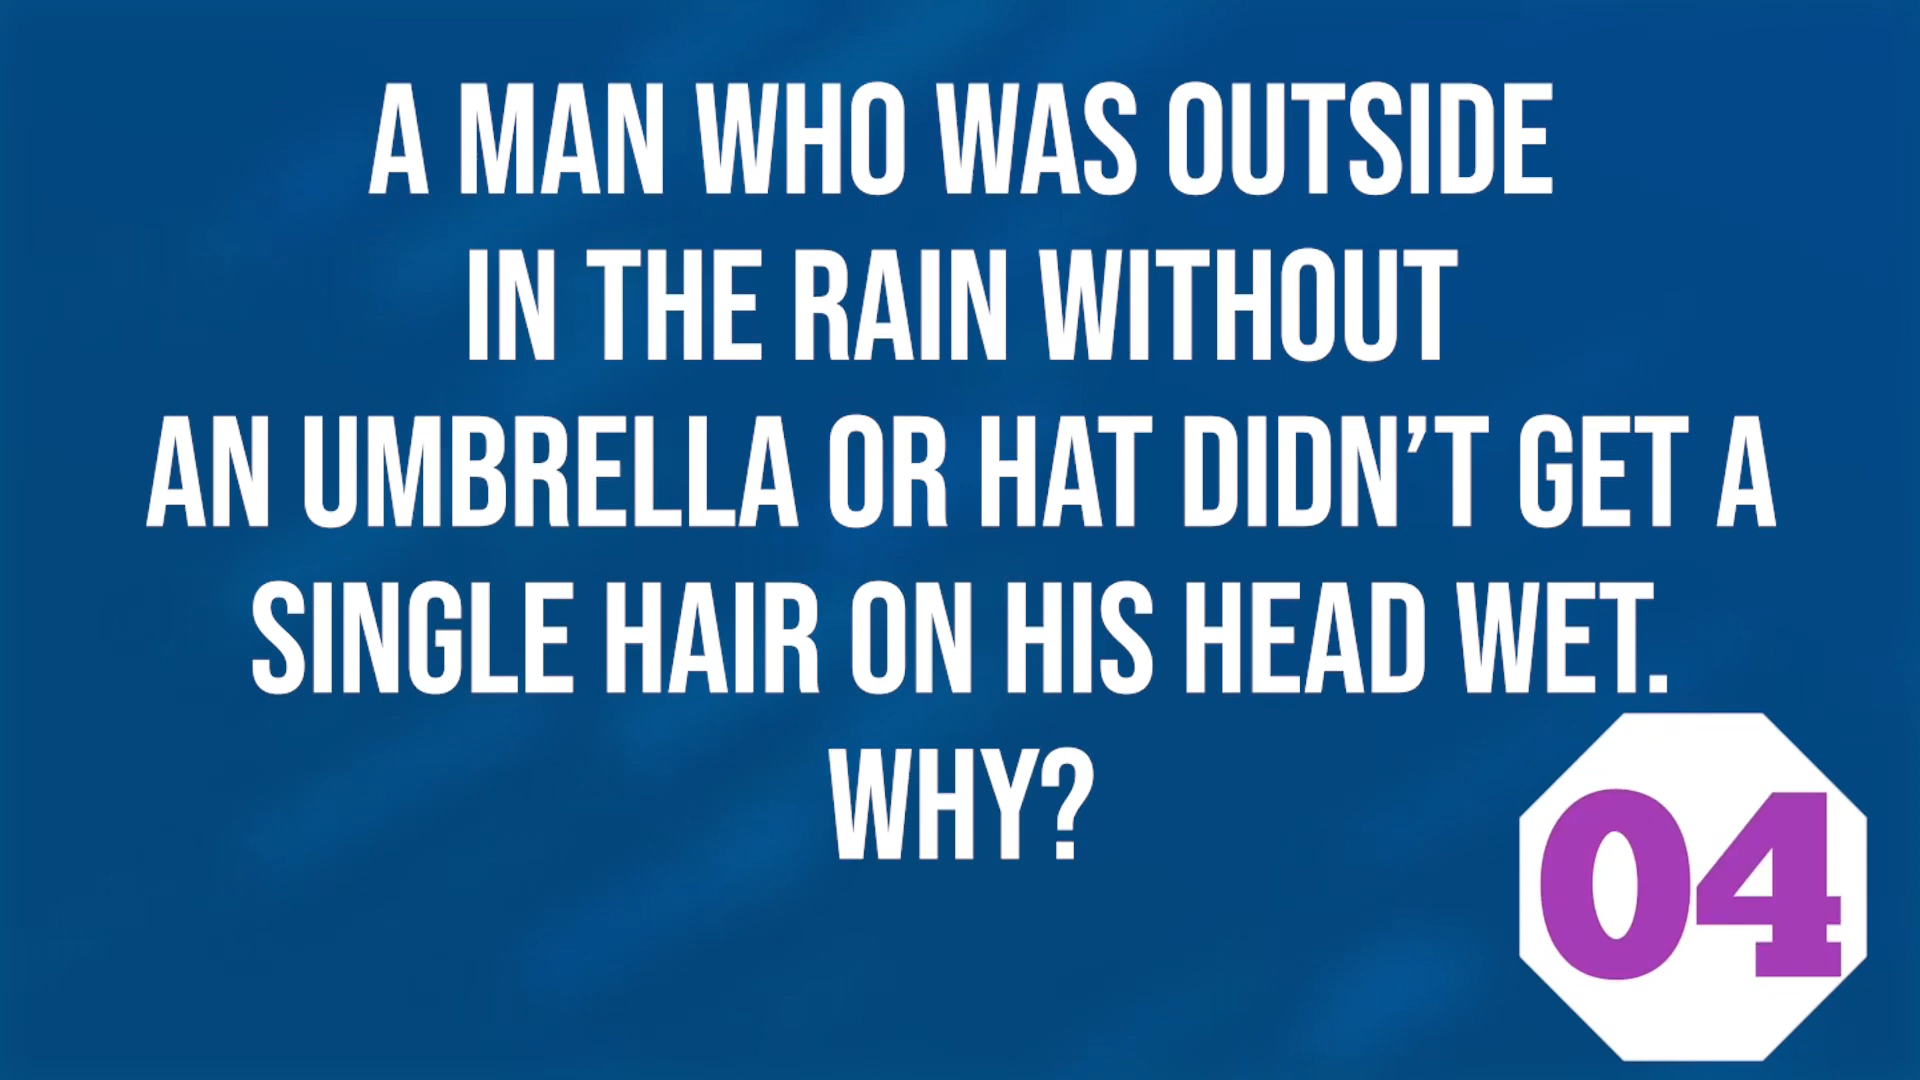 A MAN WHO WAS OUTSIDE
IN THE RAIN WITHOUT
AN UMBRELLA OR HAT DIDN’T GET A
SINGLE HAIR ON HIS HEAD WET.
WHY?
04